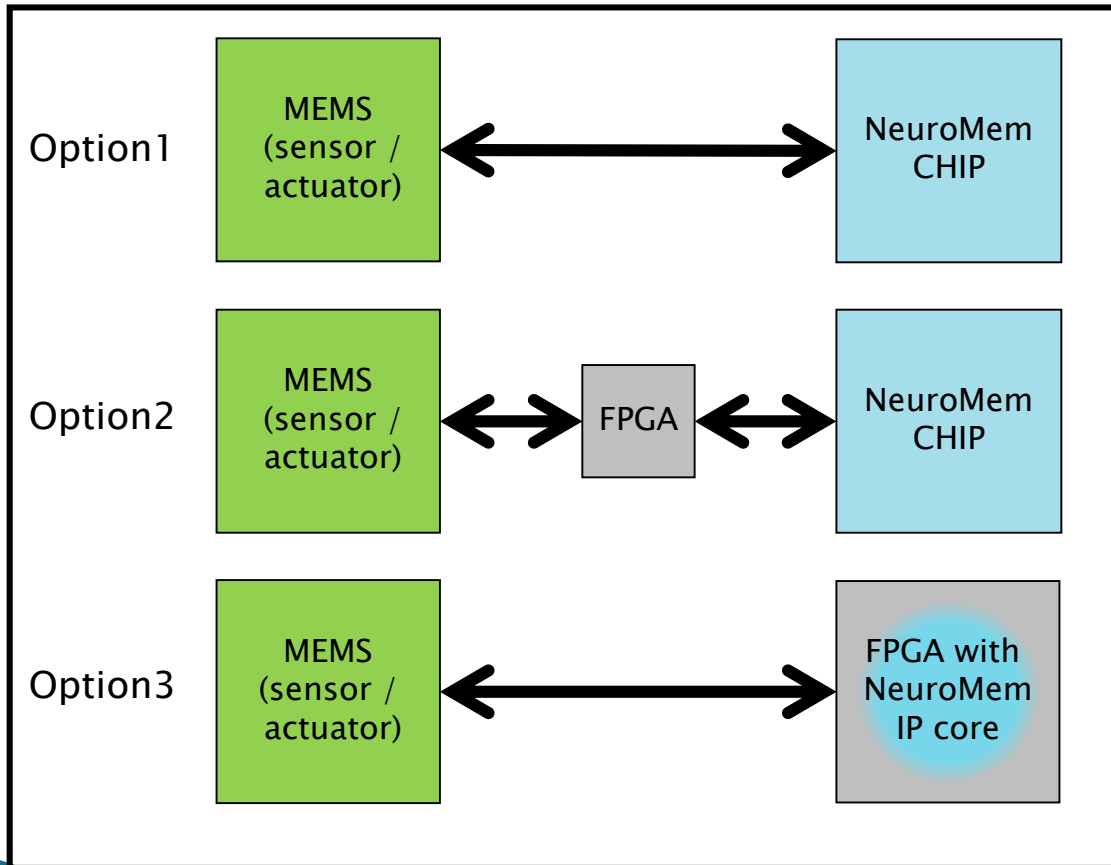 Option1
MEMS
(sensor /
actuator)
NeuroMem
CHIP
Option2
MEMS
(sensor /
actuator)
FPGA
NeuroMem
CHIP
Option3
MEMS
(sensor /
actuator)
FPGA with
NeuroMem
IP core